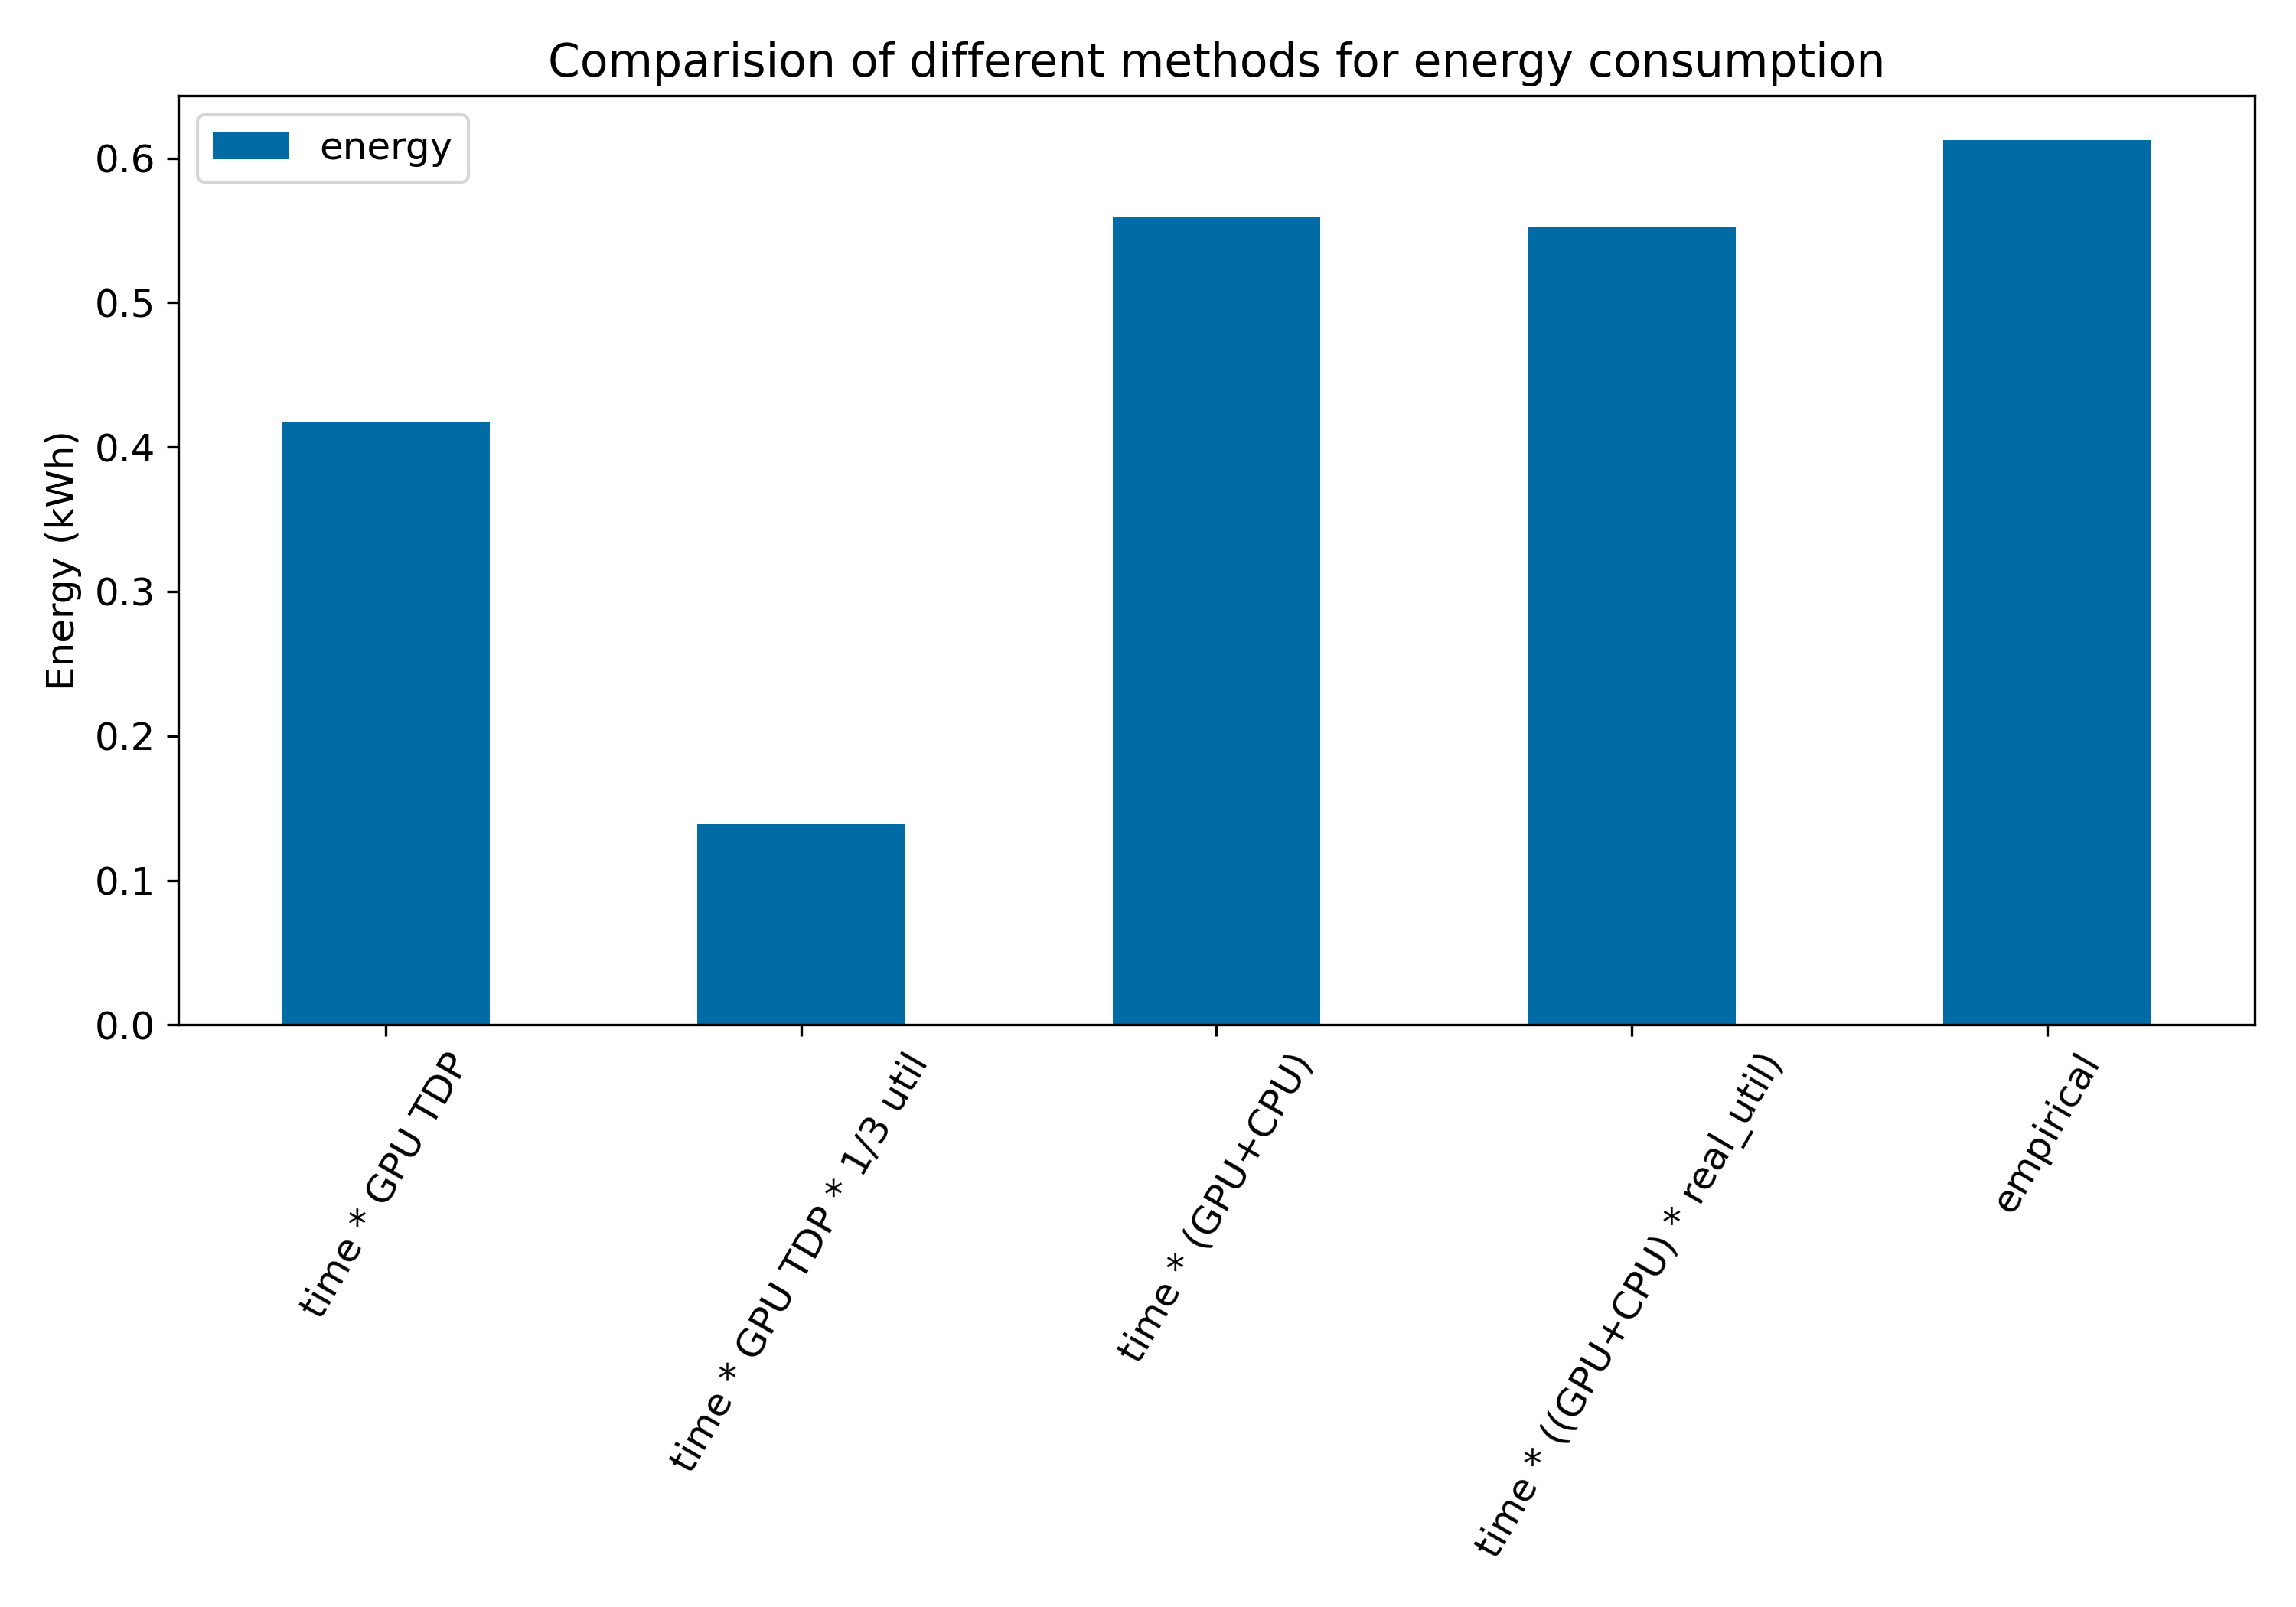 Comparision of different methods for energy consumption
energy
Energy (kWh)
0.6
0.5
0.4
0.3
0.2
0.1
0.0
time * GPU TDP
time * GPU TDP * 1/3 util
time * (GPU+CPU)
time * (((GPU+CPU) * real_util)
empirical